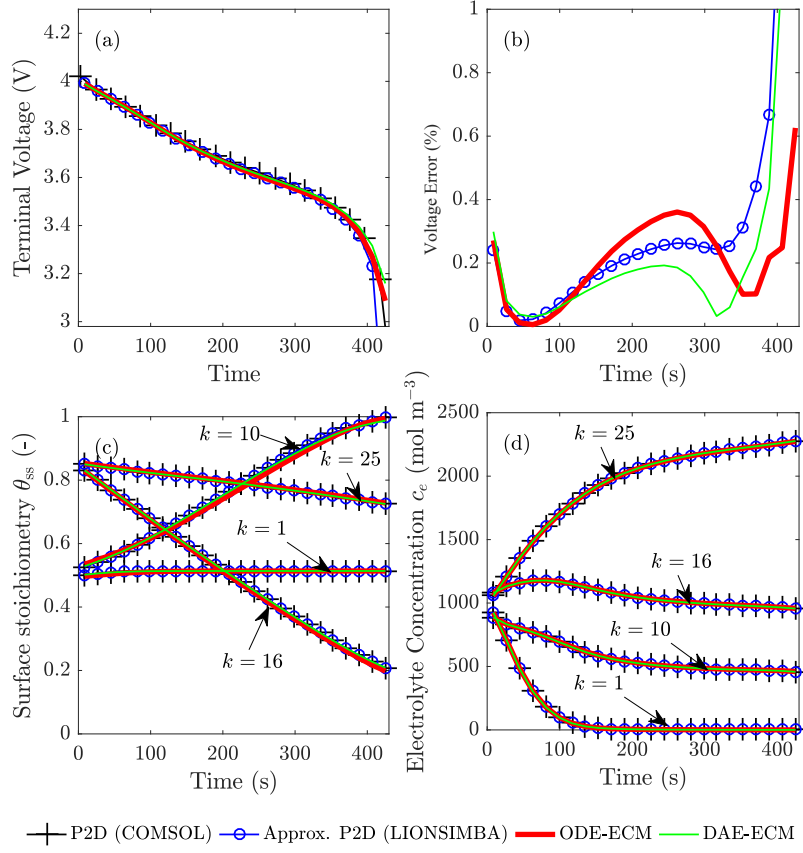 (a)
Terminal Voltage (V)
4.2
4
3.8
3.6
3.4
3.2
3
0 100 200 300 400
Time
(b)
Voltage Error (%)
1
0.8
0.6
0.4
0.2
0
0 100 200 300 400
Time (s)
(c)
Surface stoichiometry θss (-)
1
0.8
0.6
0.4
0.2
0
k = 10
k = 25
k = 1
k = 16
0 100 200 300 400
Time (s)
(d)
Electrolyte Concentration ce (mol m−3)
2500
2000
1500
1000
500
0
k = 25
k = 16
k = 10
k = 1
0 100 200 300 400
Time (s)
P2D (COMSOL) Approx. P2D (LIONSIMBA) ODE-ECM DAE-ECM